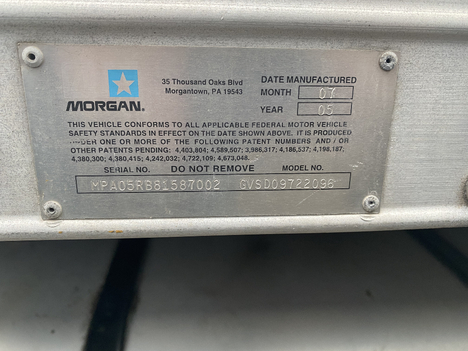 35 Thousand Oaks Blvd
Morgantown, PA 19543
DATE MANUFACTURED
MONTH 07
YEAR 05
MORGAN.
THIS VEHICLE CONFORMS TO ALL APPLICABLE FEDERAL MOTOR VEHICLE
SAFETY STANDARDS IN EFFECT ON THE DATE SHOWN ABOVE. IT IS PRODUCED
UNDER ONE OR MORE OF THE FOLLOWING PATENT NUMBERS AND / OR
OTHER PATENTS PENDING: 4,403,804; 4,589,507; 3,986,317; 4,186,537; 4,198,187,
4,380,300; 4,380,415; 4,242,032; 4,722,109; 4,673,048.
SERIAL NO. DO NOT REMOVE MODEL NO.
GVSD09722096